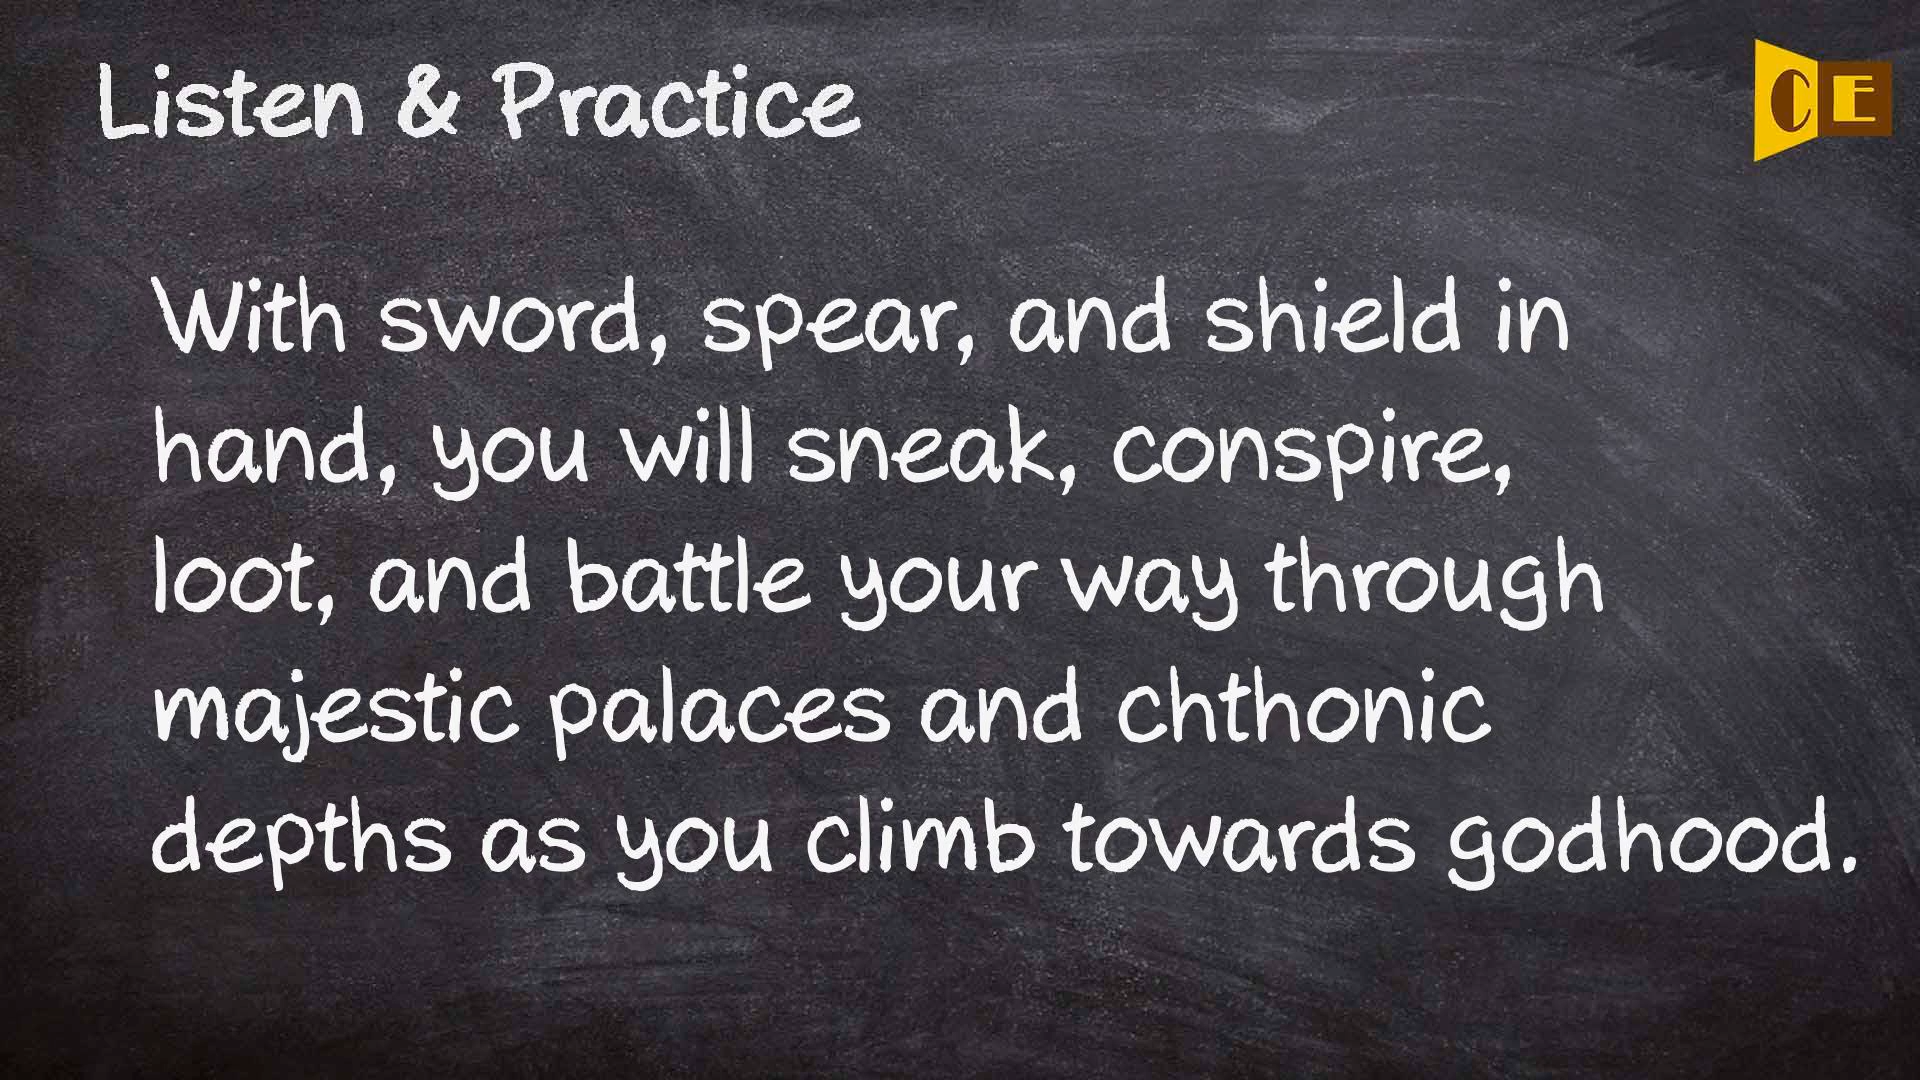 Listen & Practice
CE
With sword, spear, and shield in
hand, you will sneak, conspire,
loot, and battle your way through
majestic palaces and chthonic
depths as you climb towards godhood.